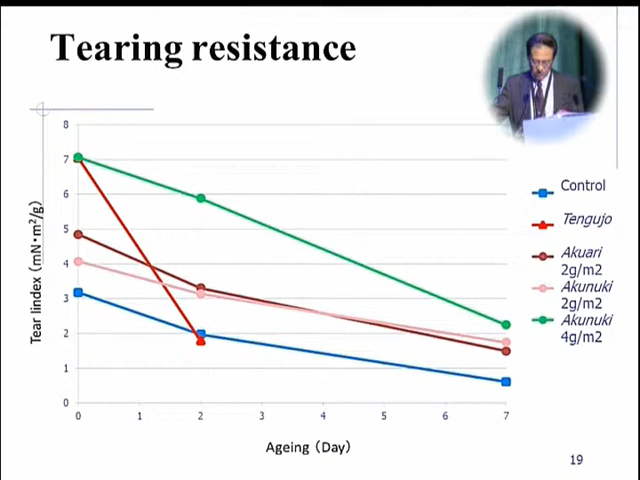 Tearing resistance
8
7
6
5
4
3
2
1
0
Tear Iindex (mN・m²/g)
0 1 2 3 4 5 6 7
Ageing (Day)
Control
Tengujo
Akuari
2g/m2
Akunuki
2g/m2
Akunuki
4g/m2
19